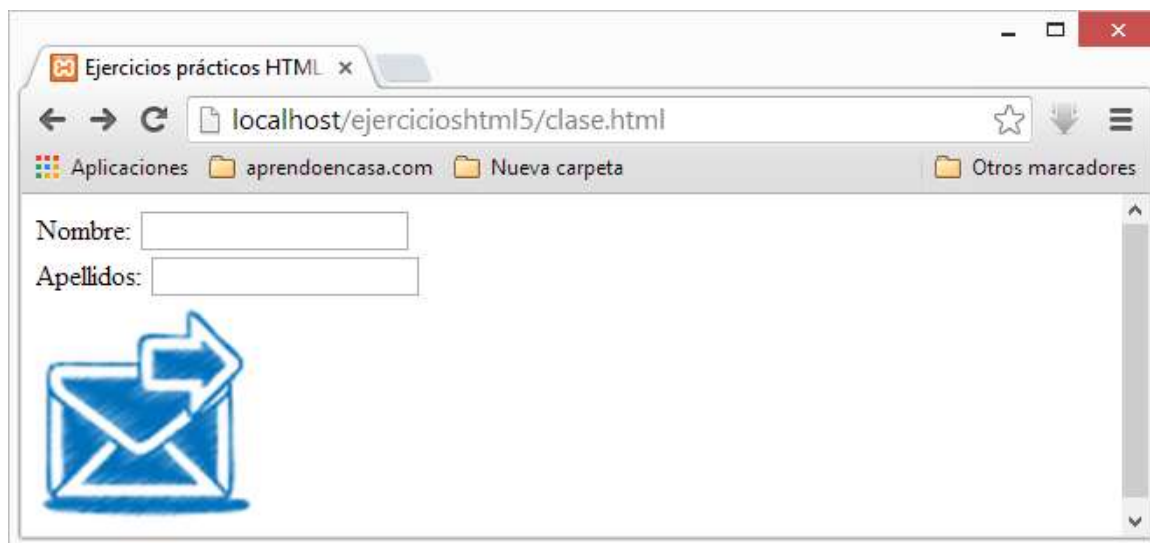 Ejercicios prácticos HTML
localhost/ejercicioshtml5/clase.html
Aplicaciones aprendoencasa.com Nueva carpeta Otros marcadores
Nombre:
Apellidos: